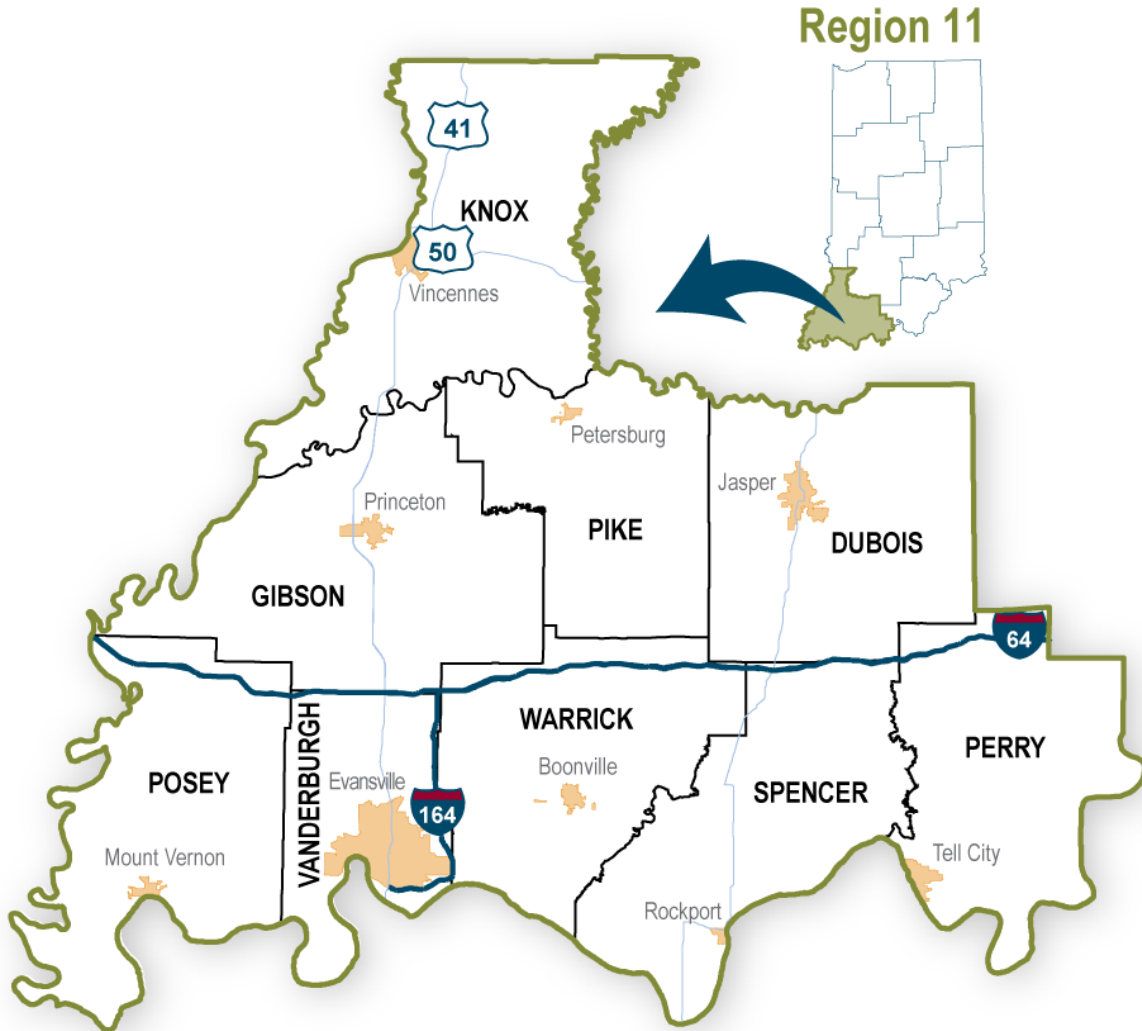 Region 11
41
KNOX
50
Vincennes
Petersburg
Jasper
Princeton
PIKE
DUBOIS
GIBSON
64
WARRICK
PERRY
VANDERBURGH
POSEY
Evansville
Boonville
SPENCER
164
Mount Vernon
Tell City
Rockport